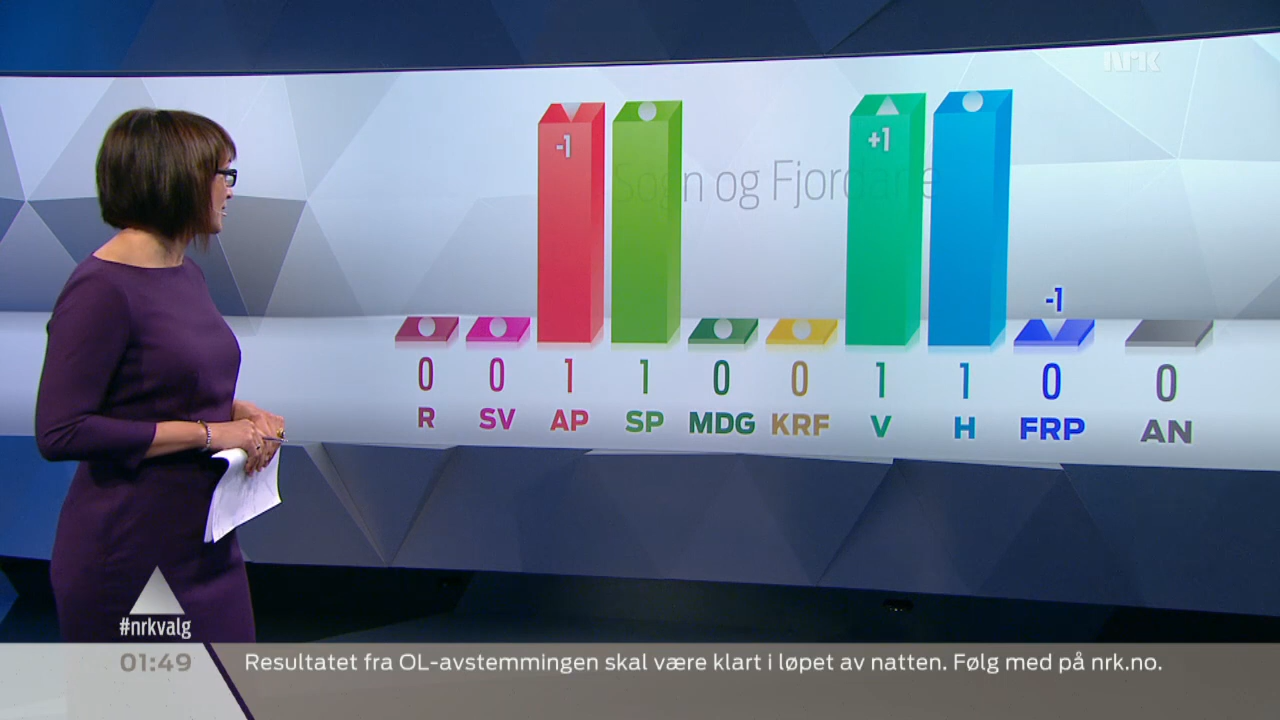 nrk
-1
+1
Sogn og Fjordane
-1
0 0 1 1 0 0 1 1 0 0
R SV AP SP MDG KRF V H FRP AN
#nrkvalg
01:49 Resultatet fra OL-avstemmingen skal være klart i løpet av natten. Følg med på nrk.no.